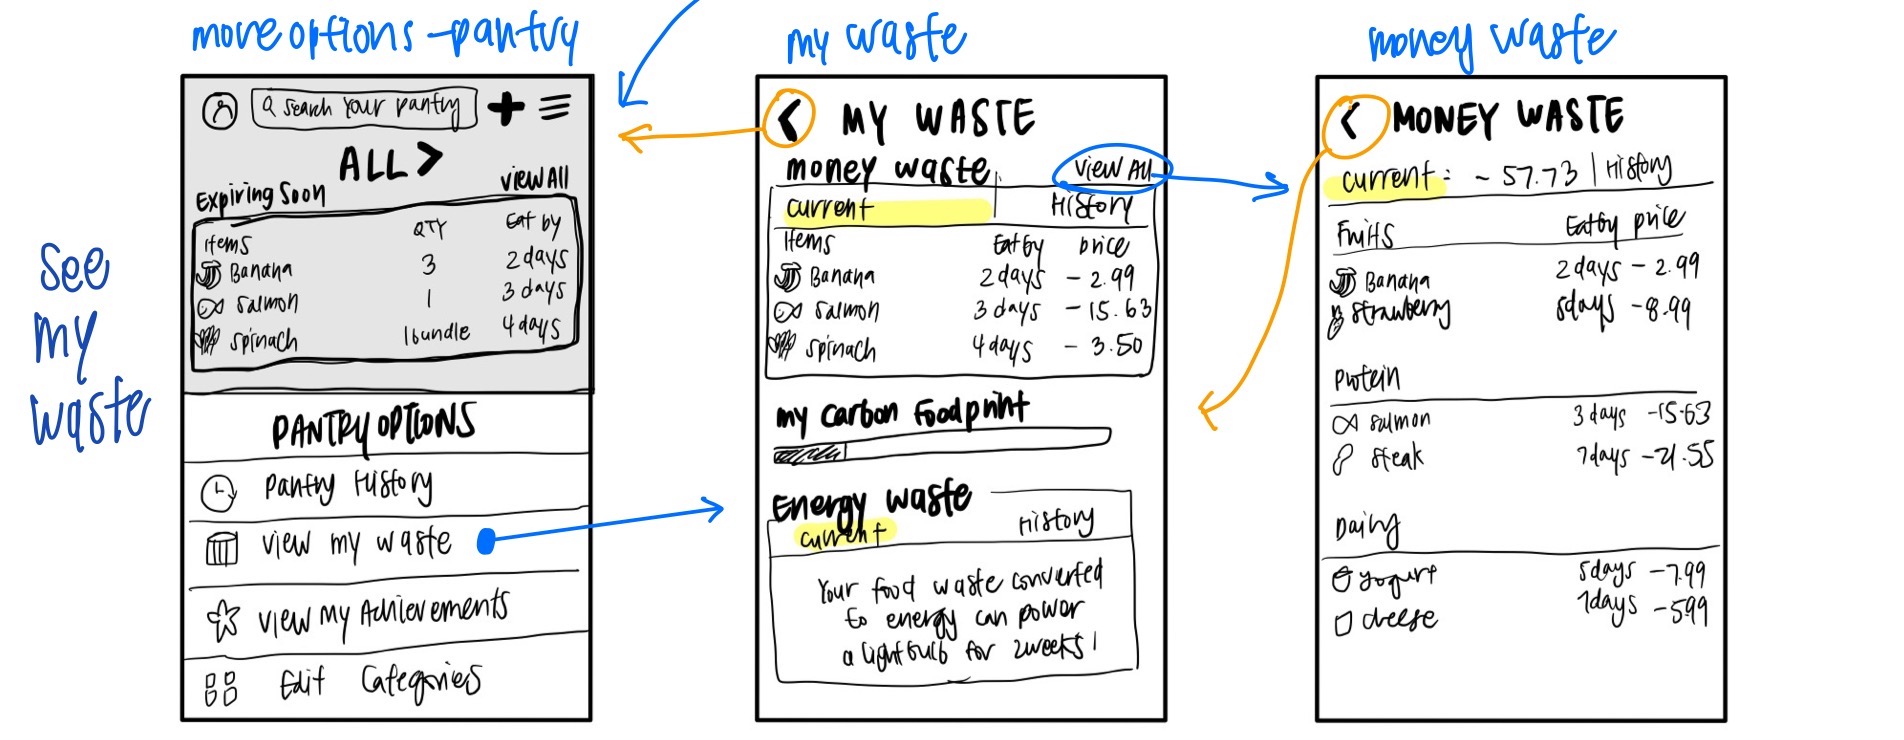 see
my
waste
more options - pantry
Search Your pantry
ALL >
Expiring Soon
view All
Items QTY Eat by
Banana 3 2 days
salmon 1 3 days
spinach 1 bundle 4 days
PANTRY OPTIONS
Pantry History
View my waste
View My Achievements
Edit Categories
my waste
< MY WASTE
money waste
View All
current
History
Items Eat by price
Banana 2 days - 2.99
salmon 3 days - 15.63
spinach 4 days - 3.50
my carbon foodprint
Energy waste
current
History
Your food waste converted
to energy can power
a lightbulb for 2 weeks!
money waste
< MONEY WASTE
current: ~ 57.73 | History
Fruits Eat by price
Banana 2 days - 2.99
strawberry 5 days - 8.99
Protein
salmon 3 days - 15.63
steak 7 days - 21.55
Dairy
yogurt 5 days - 7.99
cheese 7 days - 5.99